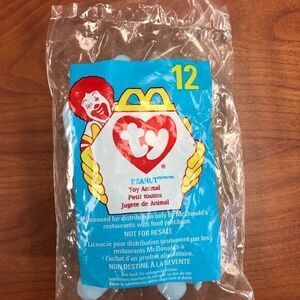 12
ty
®
PEANUT
Toy Animal
Petit toutou
Jugete de Animal
Licensed for distribution only by McDonald's
restaurants with food purchase.
NOT FOR RESALE
Licencié pour distribution seulement par les
restaurants McDonald's à
l'achat d'un produit alimentaire.
NON DESTINÉ À LA REVENTE